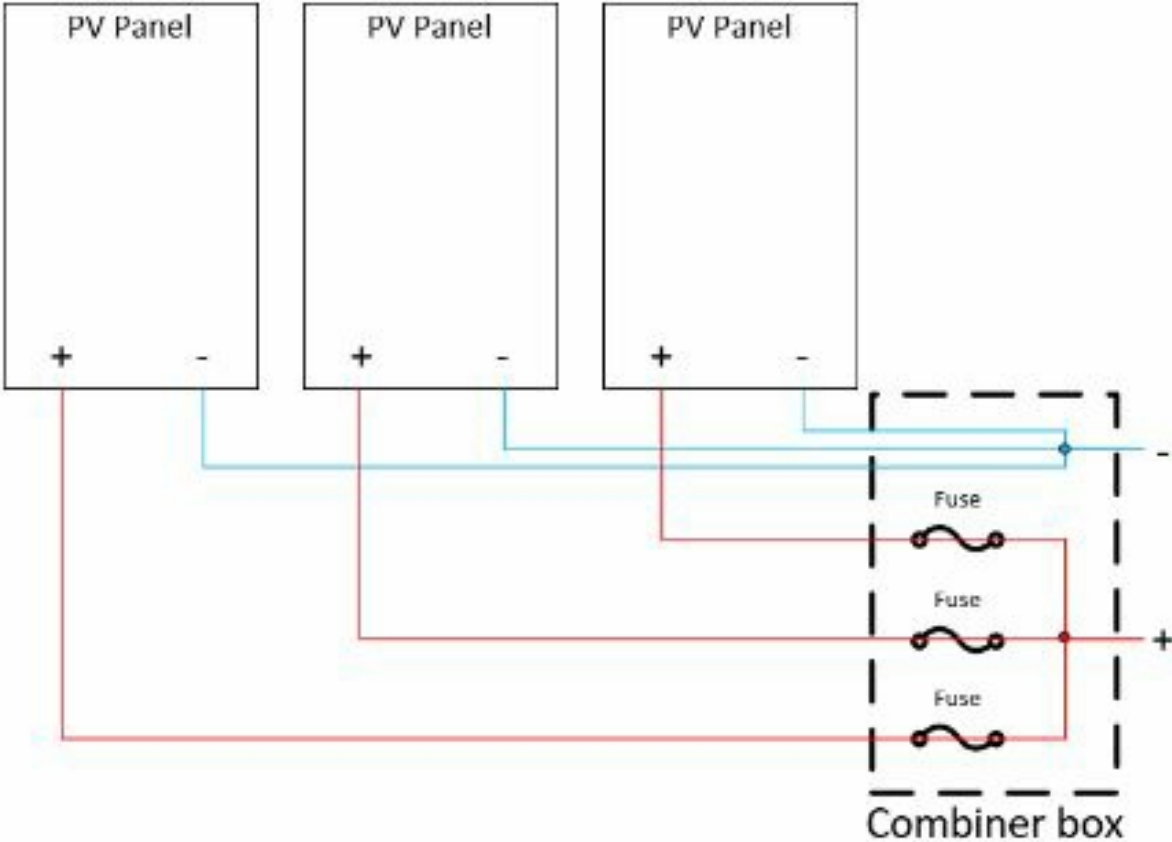 PV Panel
PV Panel
PV Panel
+ -
+ -
+ -
-
Fuse
Fuse
+
Fuse
Combiner box